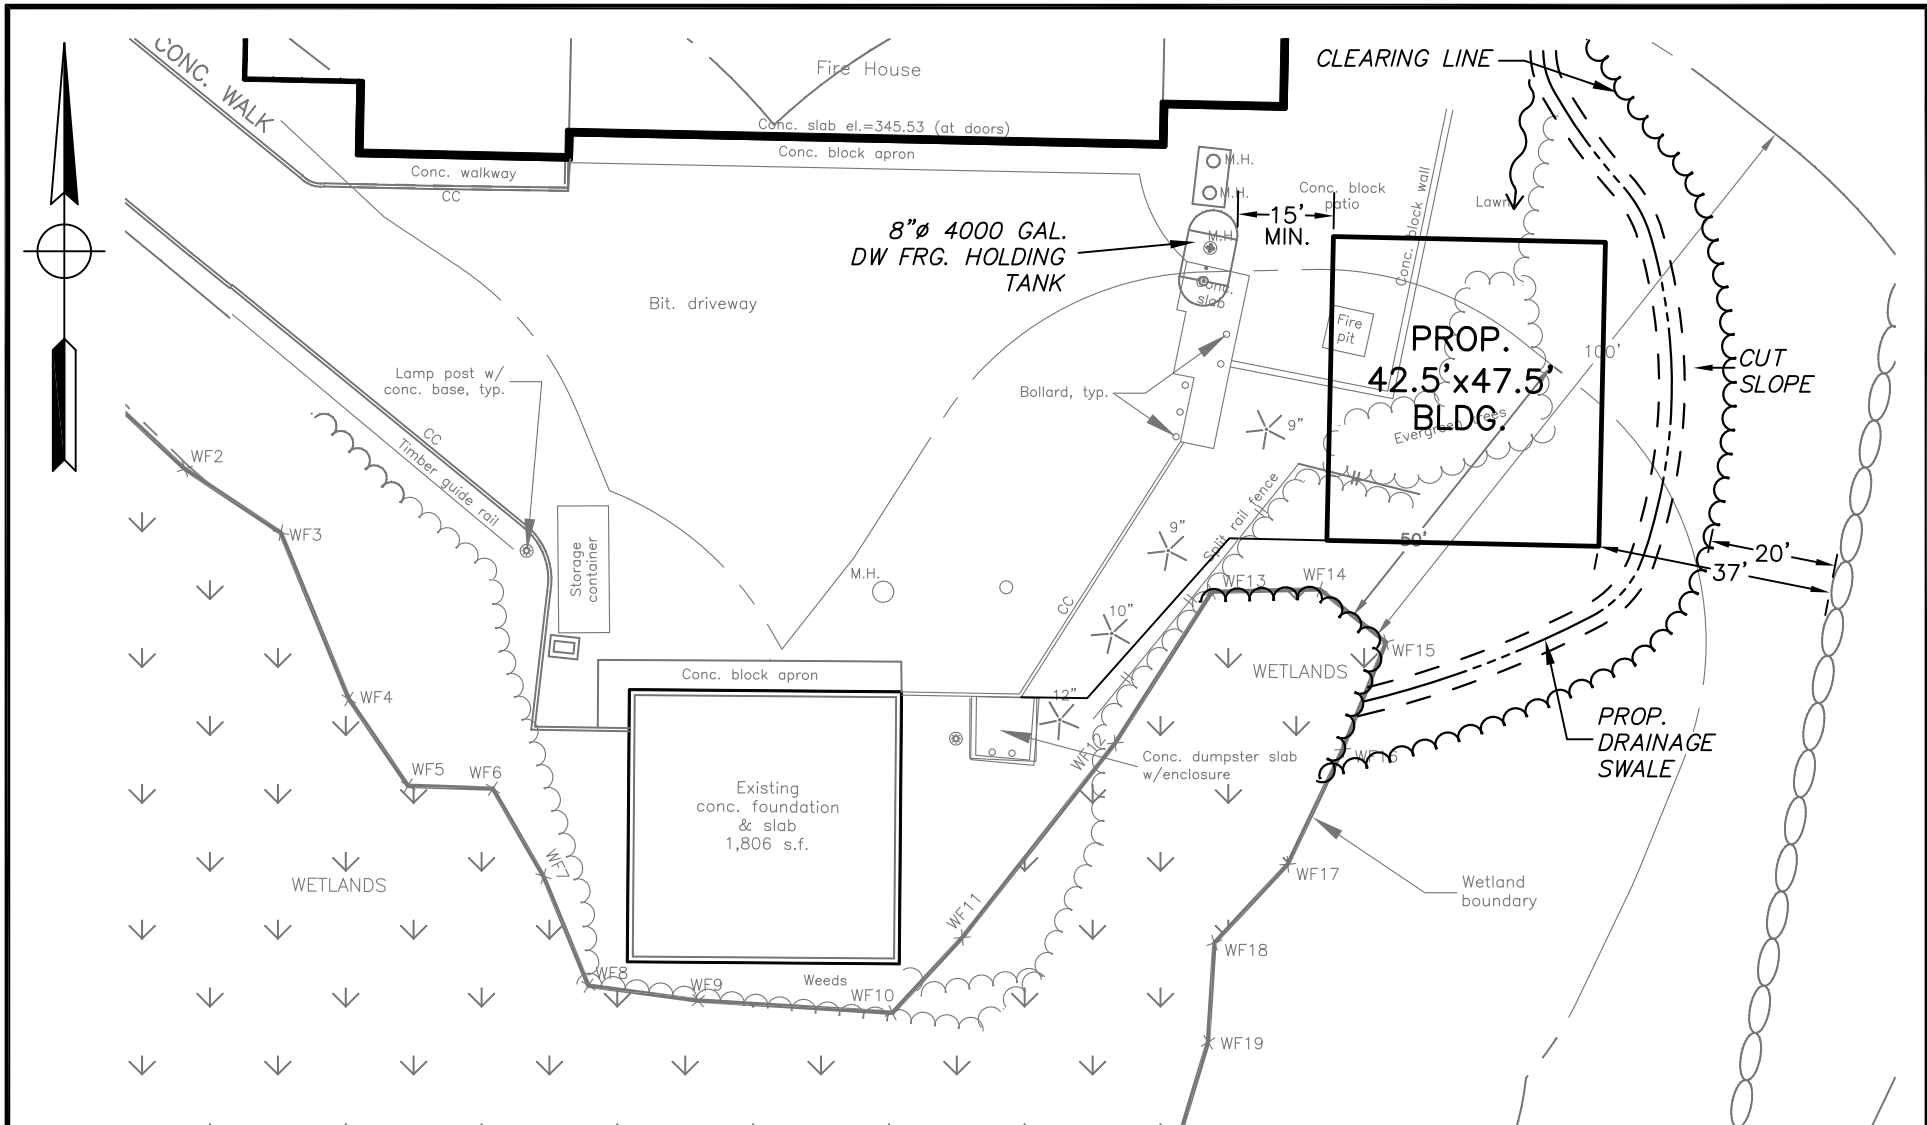 CONC. WALK
Fire House
CLEARING LINE
Conc. slab el.=345.53 (at doors)
Conc. block apron
Conc. walkway
CC
M.H.
M.H.
M.H.
Conc. block
patio
Conc. block wall
Lawn
15'
MIN.
8"ø 4000 GAL.
DW FRG. HOLDING
TANK
Conc.
slab
Bit. driveway
Fire
pit
PROP.
42.5'x47.5'
BLDG.
100'
CUT
SLOPE
Lamp post w/
conc. base, typ.
Bollard, typ.
9"
Evergreen trees
CC
Timber guide rail
WF2
WF3
Split rail fence
9"
50'
20'
37'
Storage
container
M.H.
WF13
WF14
CC
10"
WF15
WETLANDS
Conc. block apron
12"
WF4
PROP.
DRAINAGE
SWALE
WF12
WF16
Conc. dumpster slab
w/enclosure
WF5
WF6
Existing
conc. foundation
& slab
1,806 s.f.
WF7
WF17
WETLANDS
Wetland
boundary
WF11
WF18
WF8
WF9
Weeds
WF10
WF19